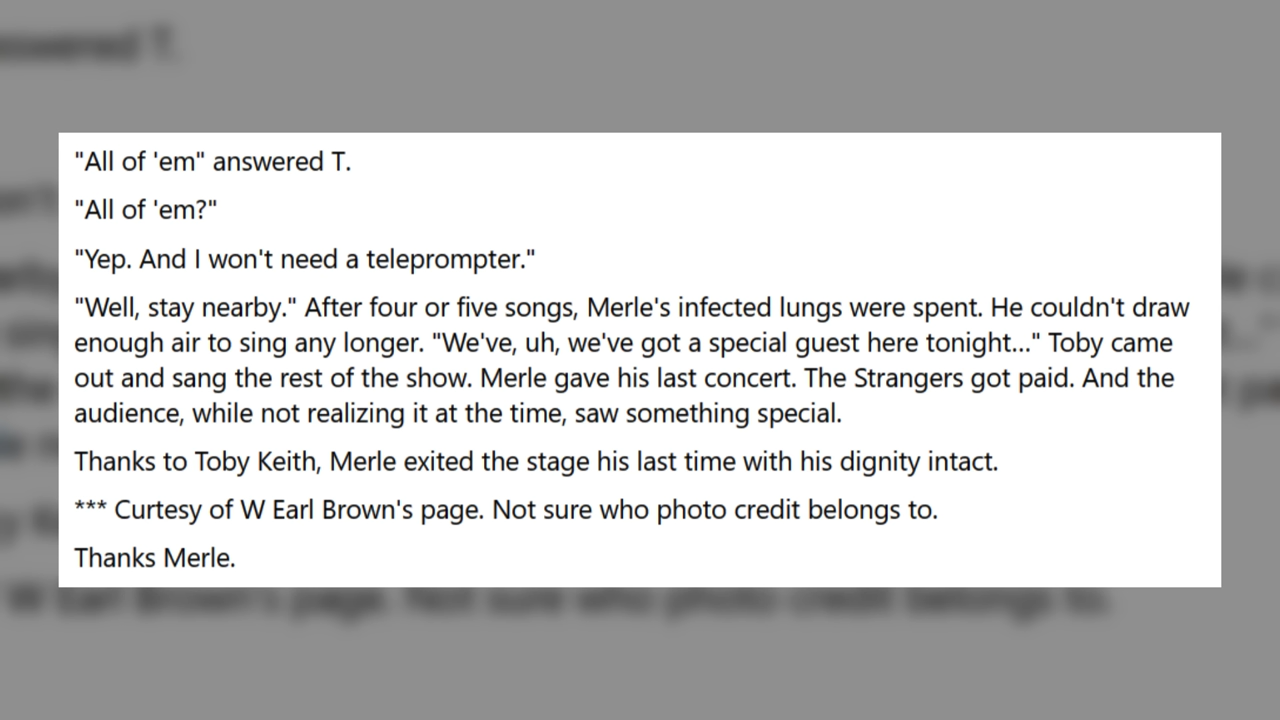 "All of 'em" answered T.
"All of 'em?"
"Yep. And I won't need a teleprompter."
"Well, stay nearby." After four or five songs, Merle's infected lungs were spent. He couldn't draw
enough air to sing any longer. "We've, uh, we've got a special guest here tonight..." Toby came
out and sang the rest of the show. Merle gave his last concert. The Strangers got paid. And the
audience, while not realizing it at the time, saw something special.
Thanks to Toby Keith, Merle exited the stage his last time with his dignity intact.
*** Curtesy of W Earl Brown's page. Not sure who photo credit belongs to.
Thanks Merle.